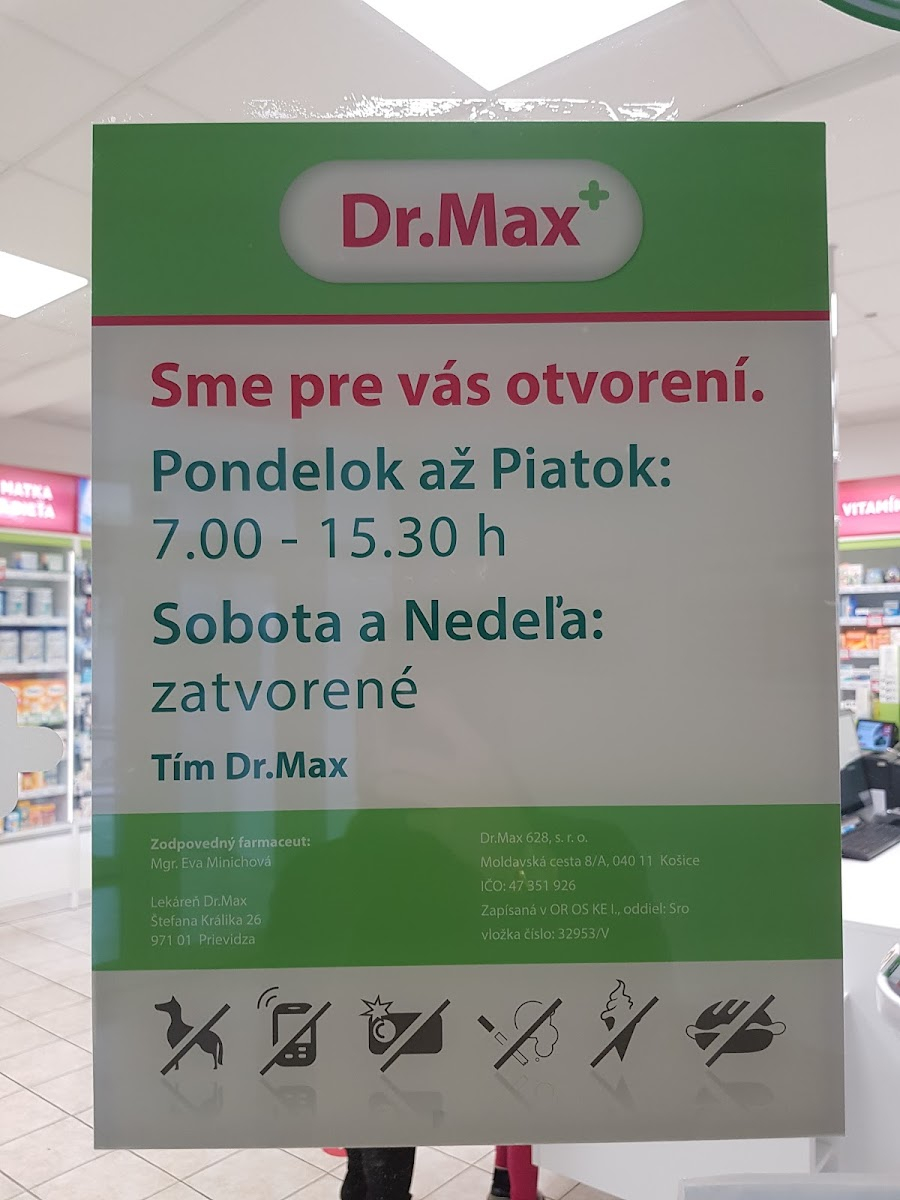 Dr.Max+
Sme pre vás otvorení.
Pondelok až Piatok:
7.00 - 15.30 h
Sobota a Nedeľa:
zatvorené
Tím Dr.Max
Zodpovedný farmaceut:
Mgr. Eva Minichová
Lekáreň Dr.Max
Štefana Králika 26
971 01 Prievidza
Dr.Max 628, s. r. o.
Moldavská cesta 8/A, 040 11 Košice
IČO: 47 351 926
Zapísaná v OR OS KE I., oddiel: Sro
vložka číslo: 32953/V
MATKA
VITAMÍN